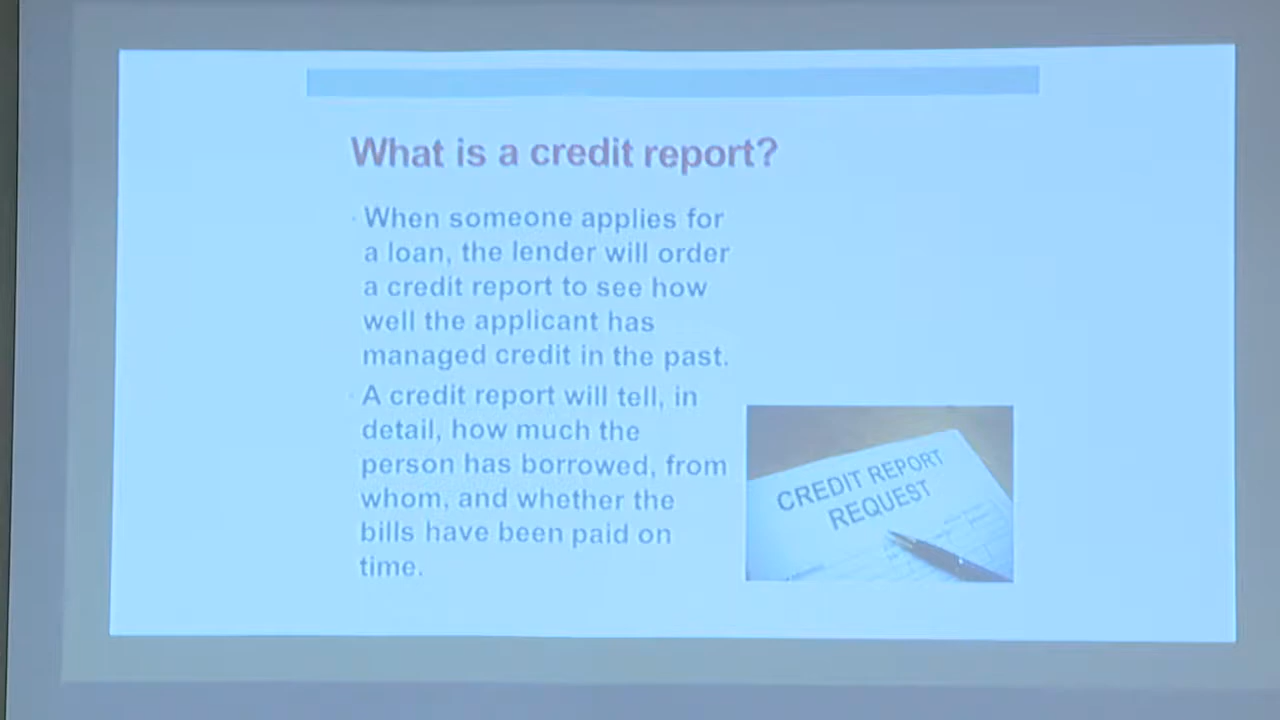 What is a credit report?
When someone applies for
a loan, the lender will order
a credit report to see how
well the applicant has
managed credit in the past.
A credit report will tell, in
detail, how much the
person has borrowed, from
whom, and whether the
bills have been paid on
time.
CREDIT REPORT
REQUEST